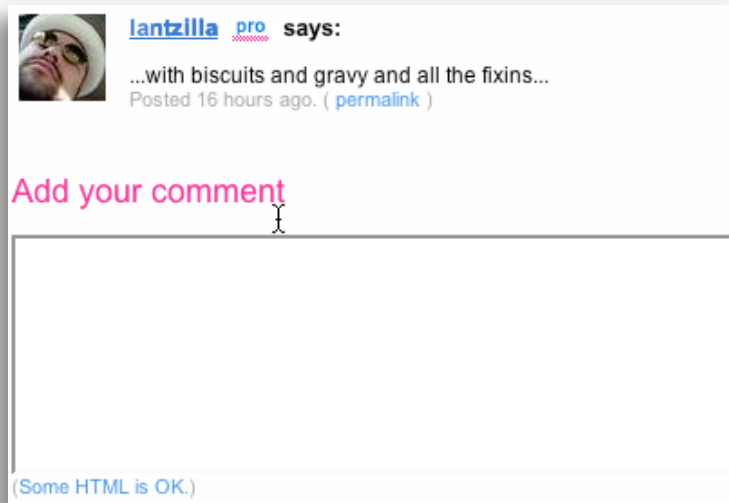 lantzilla pro says:
...with biscuits and gravy and all the fixins...
Posted 16 hours ago. ( permalink )
Add your comment
(Some HTML is OK.)